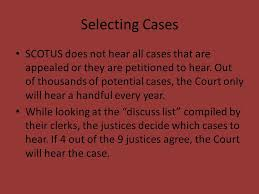 Selecting Cases
• SCOTUS does not hear all cases that are
appealed or they are petitioned to hear. Out
of thousands of potential cases, the Court only
will hear a handful every year.
• While looking at the “discuss list” compiled by
their clerks, the justices decide which cases to
hear. If 4 out of the 9 justices agree, the Court
will hear the case.